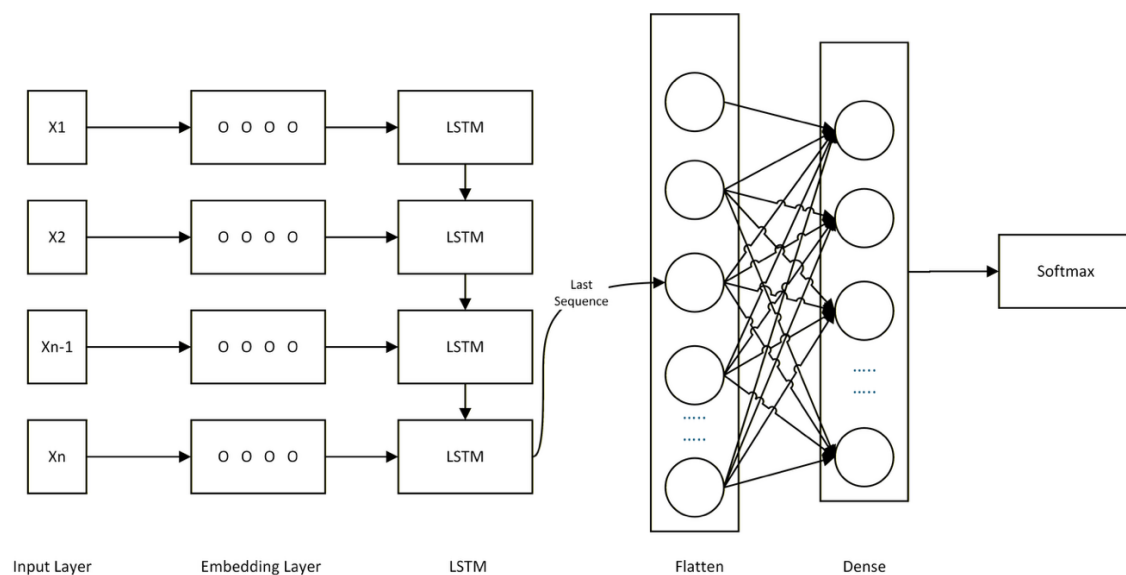 X1
O O O O
LSTM
X2
O O O O
LSTM
Xn-1
O O O O
LSTM
Xn
O O O O
LSTM
Last
Sequence
.....
.....
.....
.....
Softmax
Input Layer
Embedding Layer
LSTM
Flatten
Dense